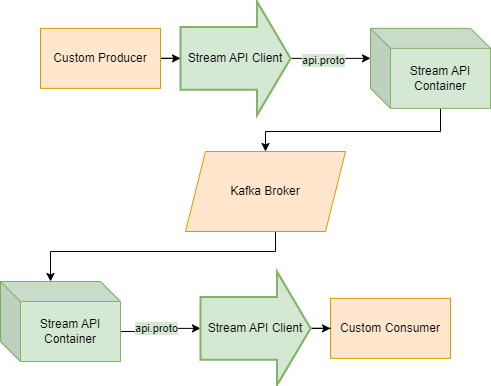 Custom Producer
Stream API Client
api.proto
Stream API
Container
Kafka Broker
Stream API
Container
api.proto
Stream API Client
Custom Consumer